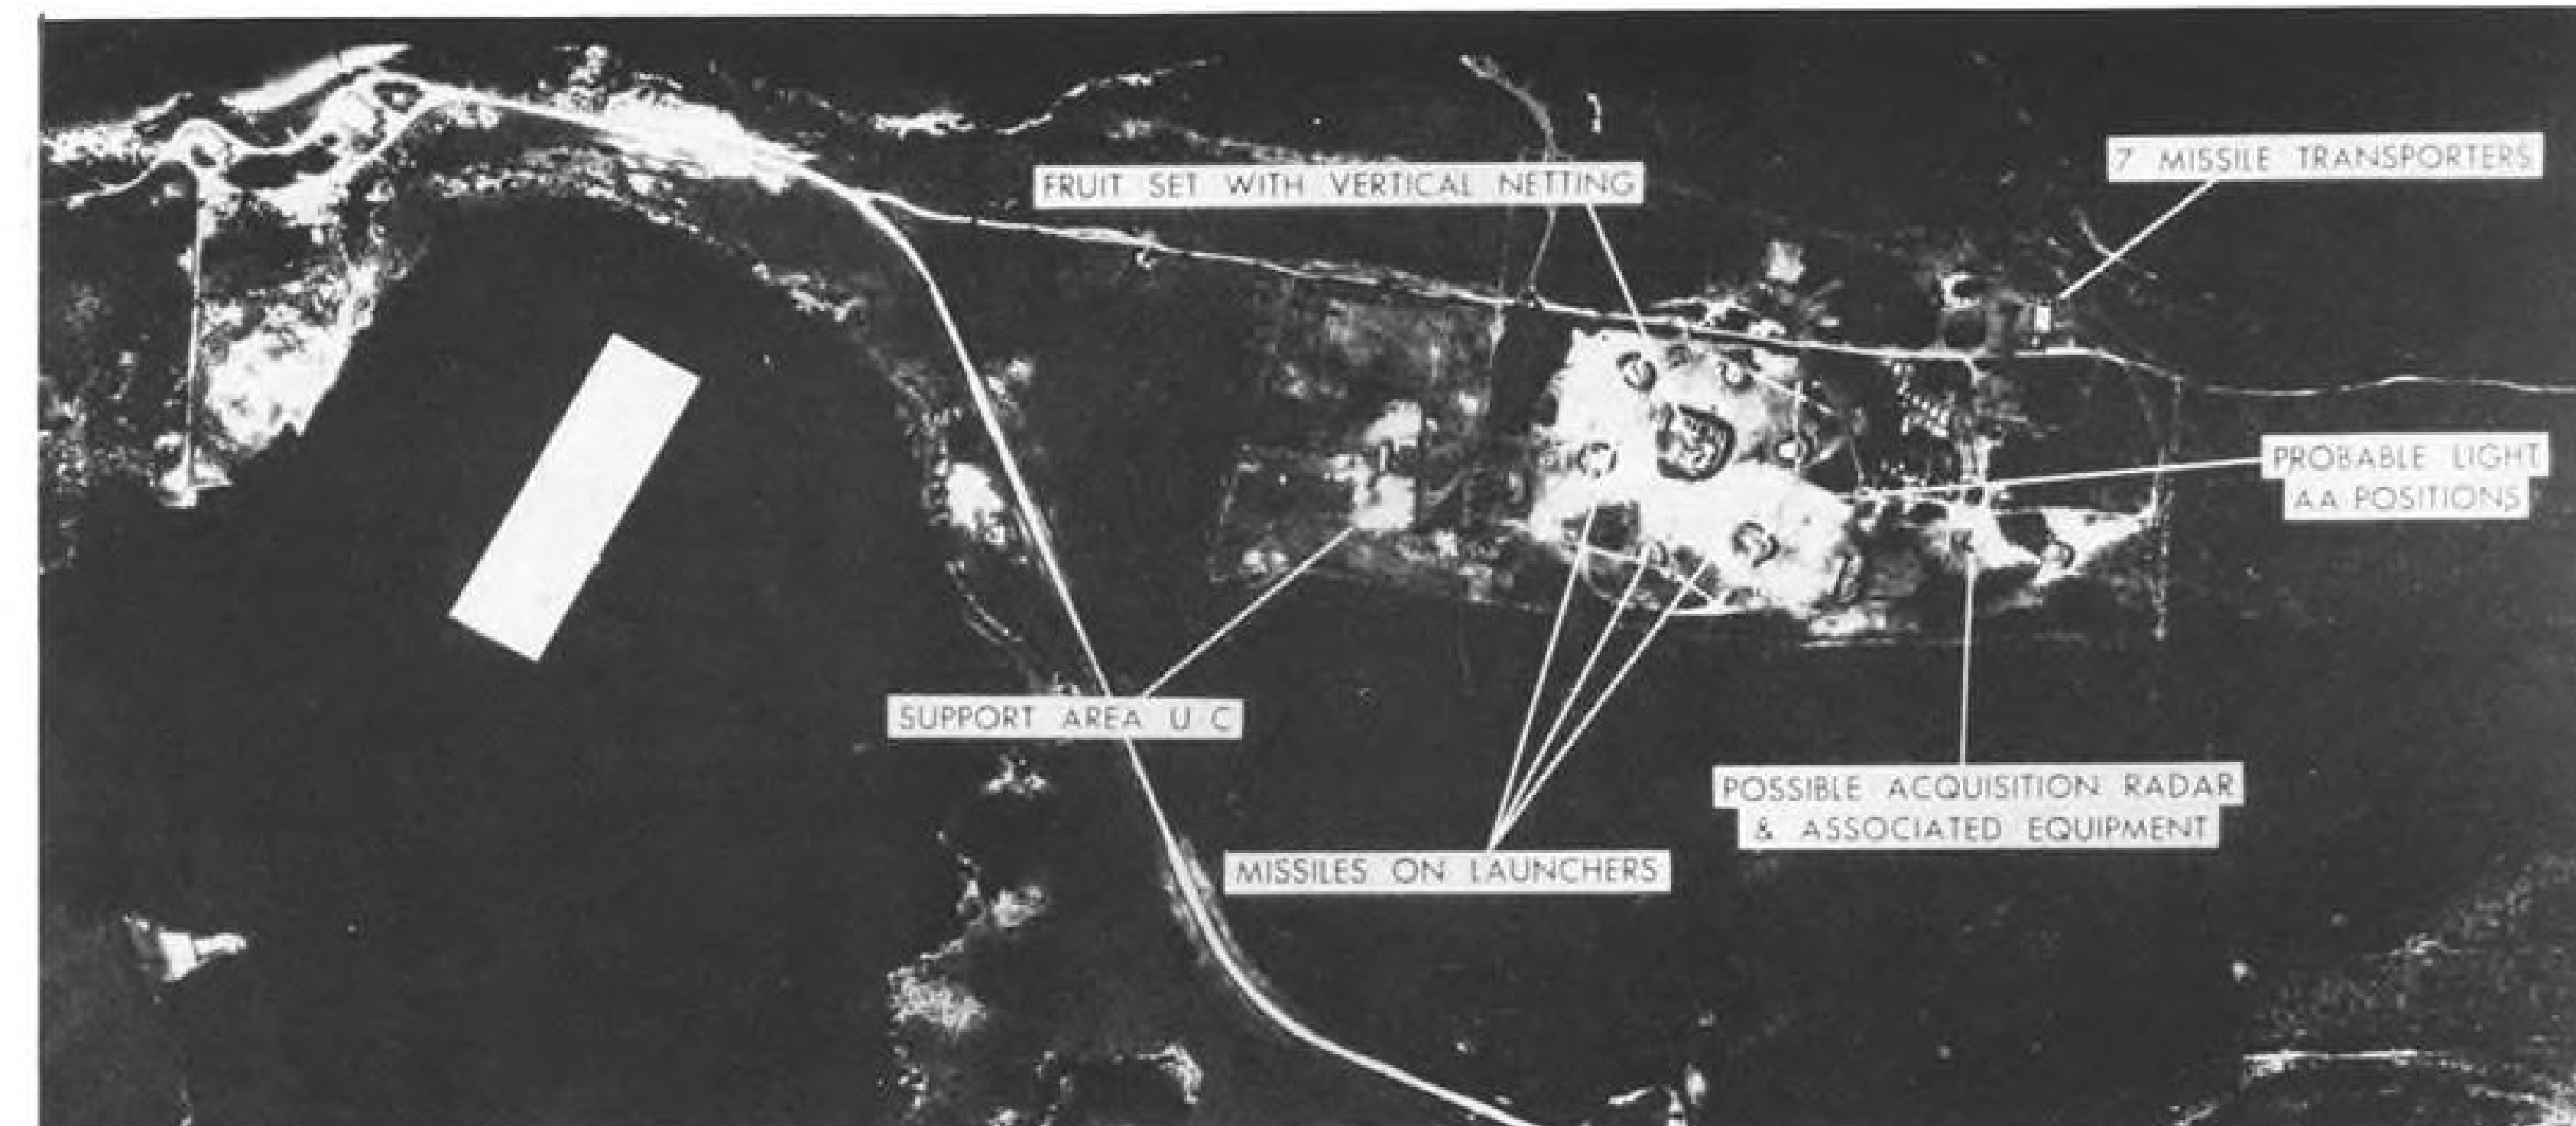 7 MISSILE TRANSPORTERS
FRUIT SET WITH VERTICAL NETTING
PROBABLE LIGHT
AA POSITIONS
SUPPORT AREA U C
POSSIBLE ACQUISITION RADAR
& ASSOCIATED EQUIPMENT
MISSILES ON LAUNCHERS